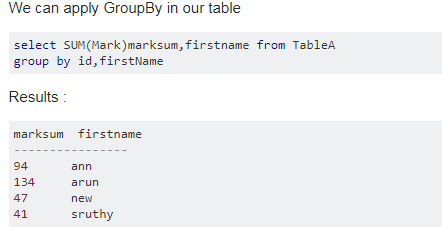 We can apply GroupBy in our table
select SUM(Mark)marksum,firstname from TableA
group by id,firstName
Results :
marksum  firstname
----------------
94      ann
134     arun
47      new
41      sruthy